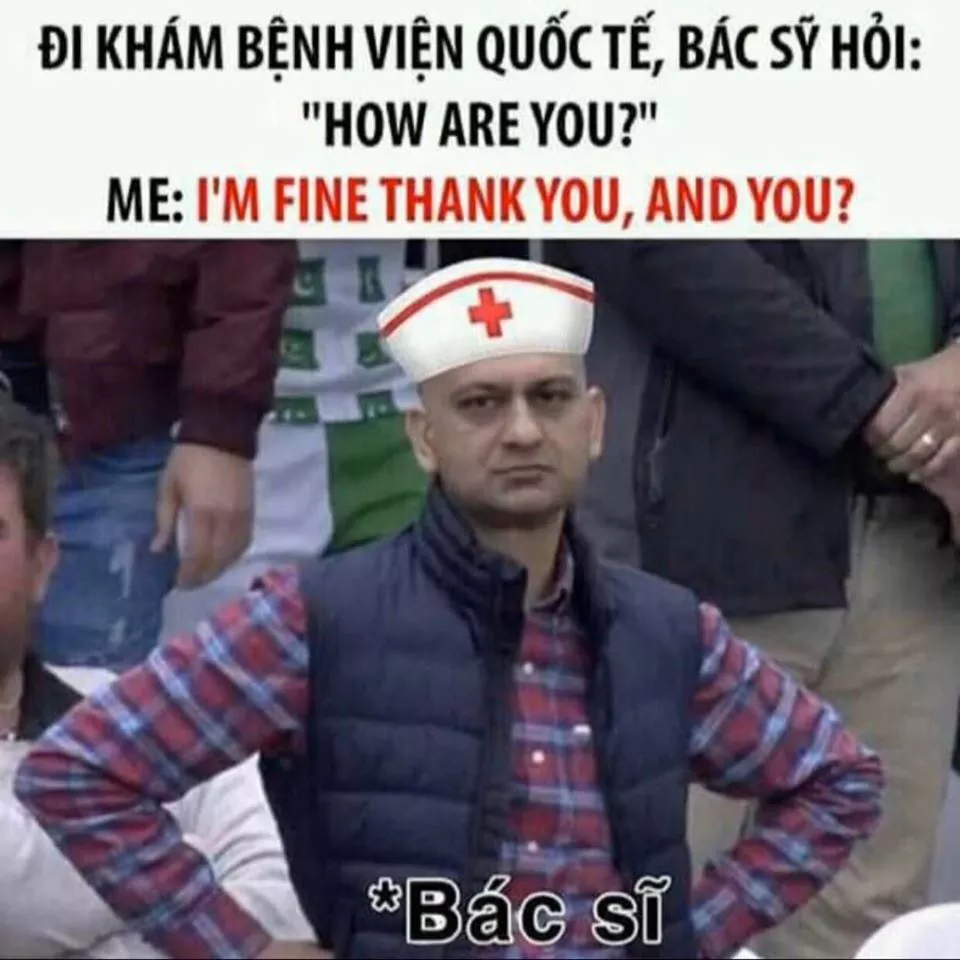 ĐI KHÁM BỆNH VIỆN QUỐC TẾ, BÁC SỸ HỎI:
"HOW ARE YOU?"
ME: I'M FINE THANK YOU, AND YOU?
*Bác sĩ